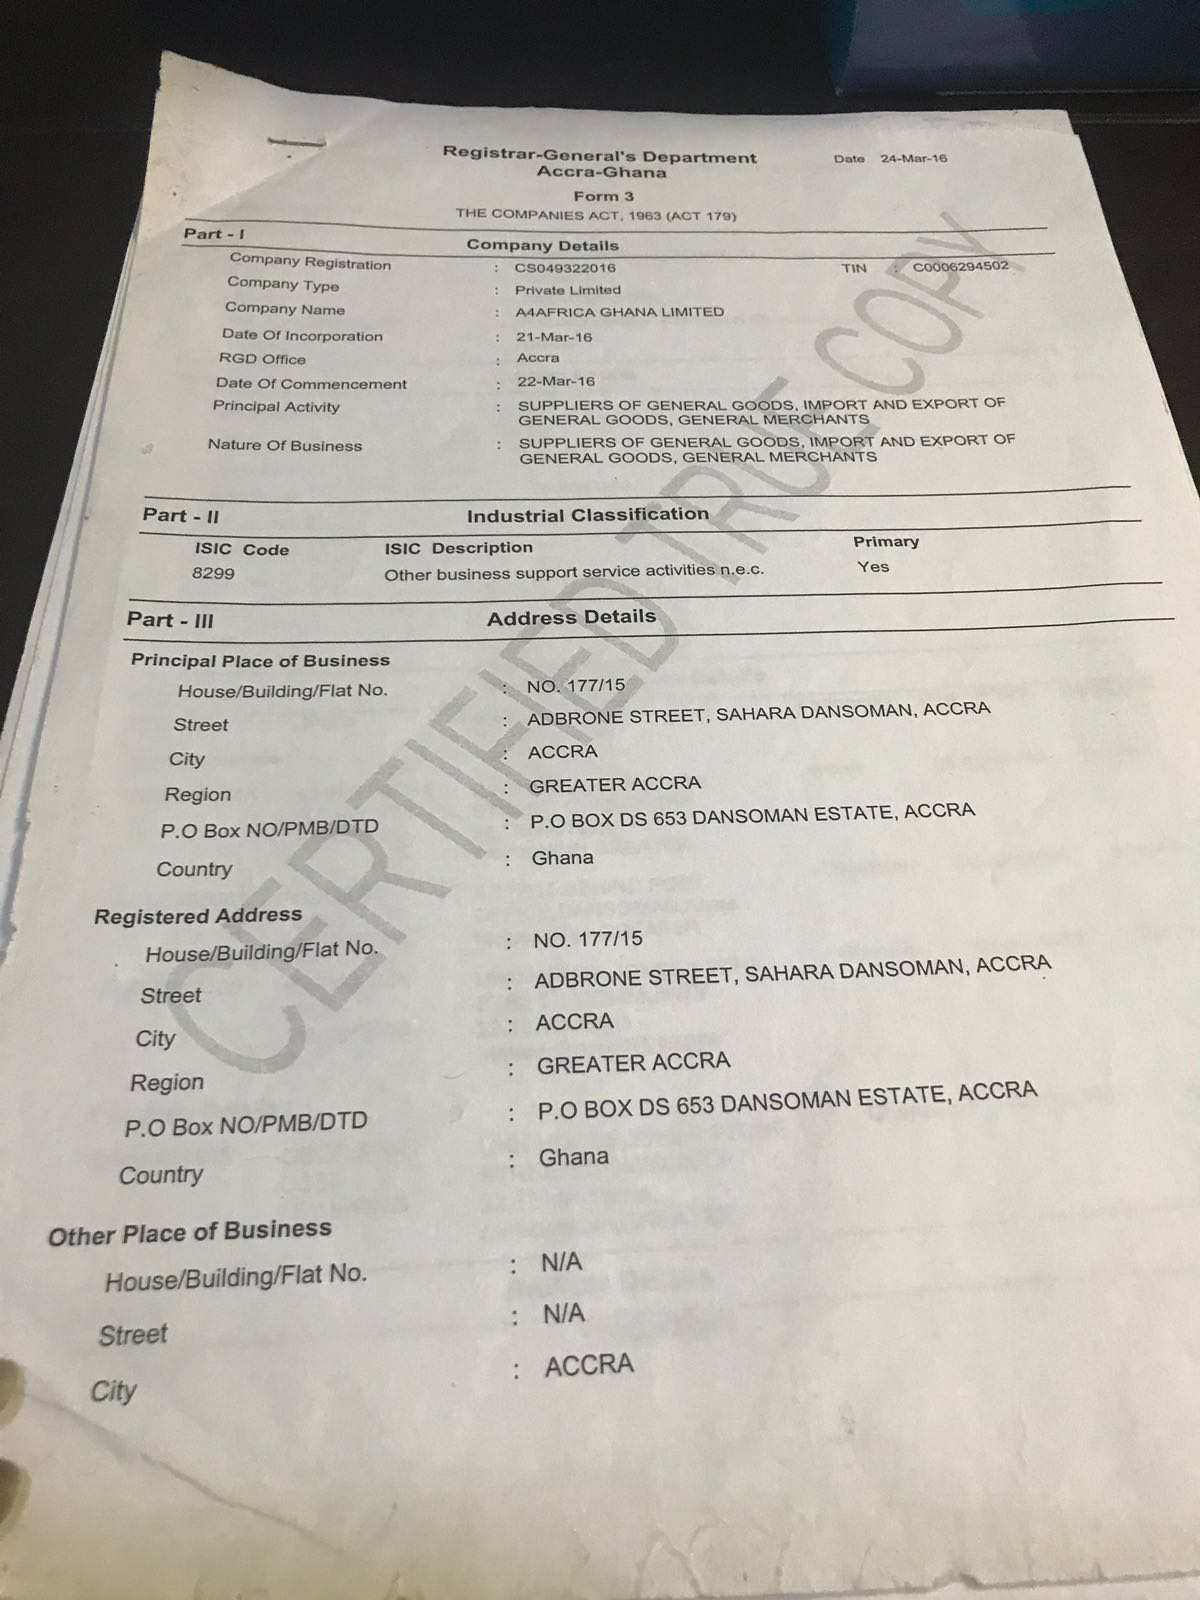 Registrar-General's Department
Accra-Ghana
Date 24-Mar-16
Form 3
THE COMPANIES ACT, 1963 (ACT 179)
Part - I Company Details
Company Registration : CS049322016 TIN : C0006294502
Company Type : Private Limited
Company Name : A4AFRICA GHANA LIMITED
Date Of Incorporation : 21-Mar-16
RGD Office : Accra
Date Of Commencement : 22-Mar-16
Principal Activity : SUPPLIERS OF GENERAL GOODS, IMPORT AND EXPORT OF
GENERAL GOODS, GENERAL MERCHANTS
Nature Of Business : SUPPLIERS OF GENERAL GOODS, IMPORT AND EXPORT OF
GENERAL GOODS, GENERAL MERCHANTS
Part - II Industrial Classification
ISIC Code ISIC Description Primary
8299 Other business support service activities n.e.c. Yes
Part - III Address Details
Principal Place of Business
House/Building/Flat No. : NO. 177/15
Street : ADBRONE STREET, SAHARA DANSOMAN, ACCRA
City : ACCRA
Region : GREATER ACCRA
P.O Box NO/PMB/DTD : P.O BOX DS 653 DANSOMAN ESTATE, ACCRA
Country : Ghana
Registered Address
House/Building/Flat No. : NO. 177/15
Street : ADBRONE STREET, SAHARA DANSOMAN, ACCRA
City : ACCRA
Region : GREATER ACCRA
P.O Box NO/PMB/DTD : P.O BOX DS 653 DANSOMAN ESTATE, ACCRA
Country : Ghana
Other Place of Business
House/Building/Flat No. : N/A
Street : N/A
City : ACCRA
CERTIFIED TRUE COPY